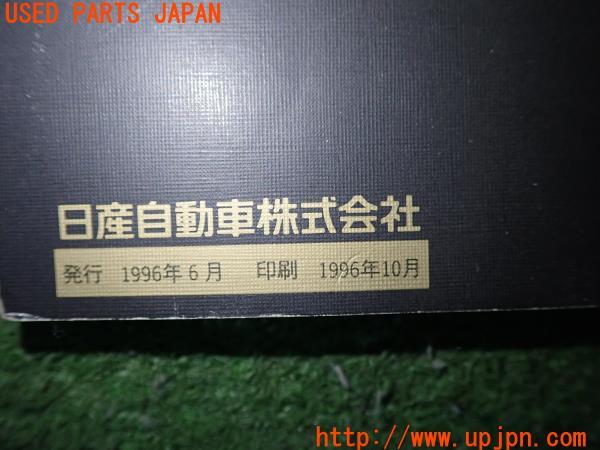 USED PARTS JAPAN
日産自動車株式会社
発行 1996年6月 印刷 1996年10月
http://www.upjpn.com